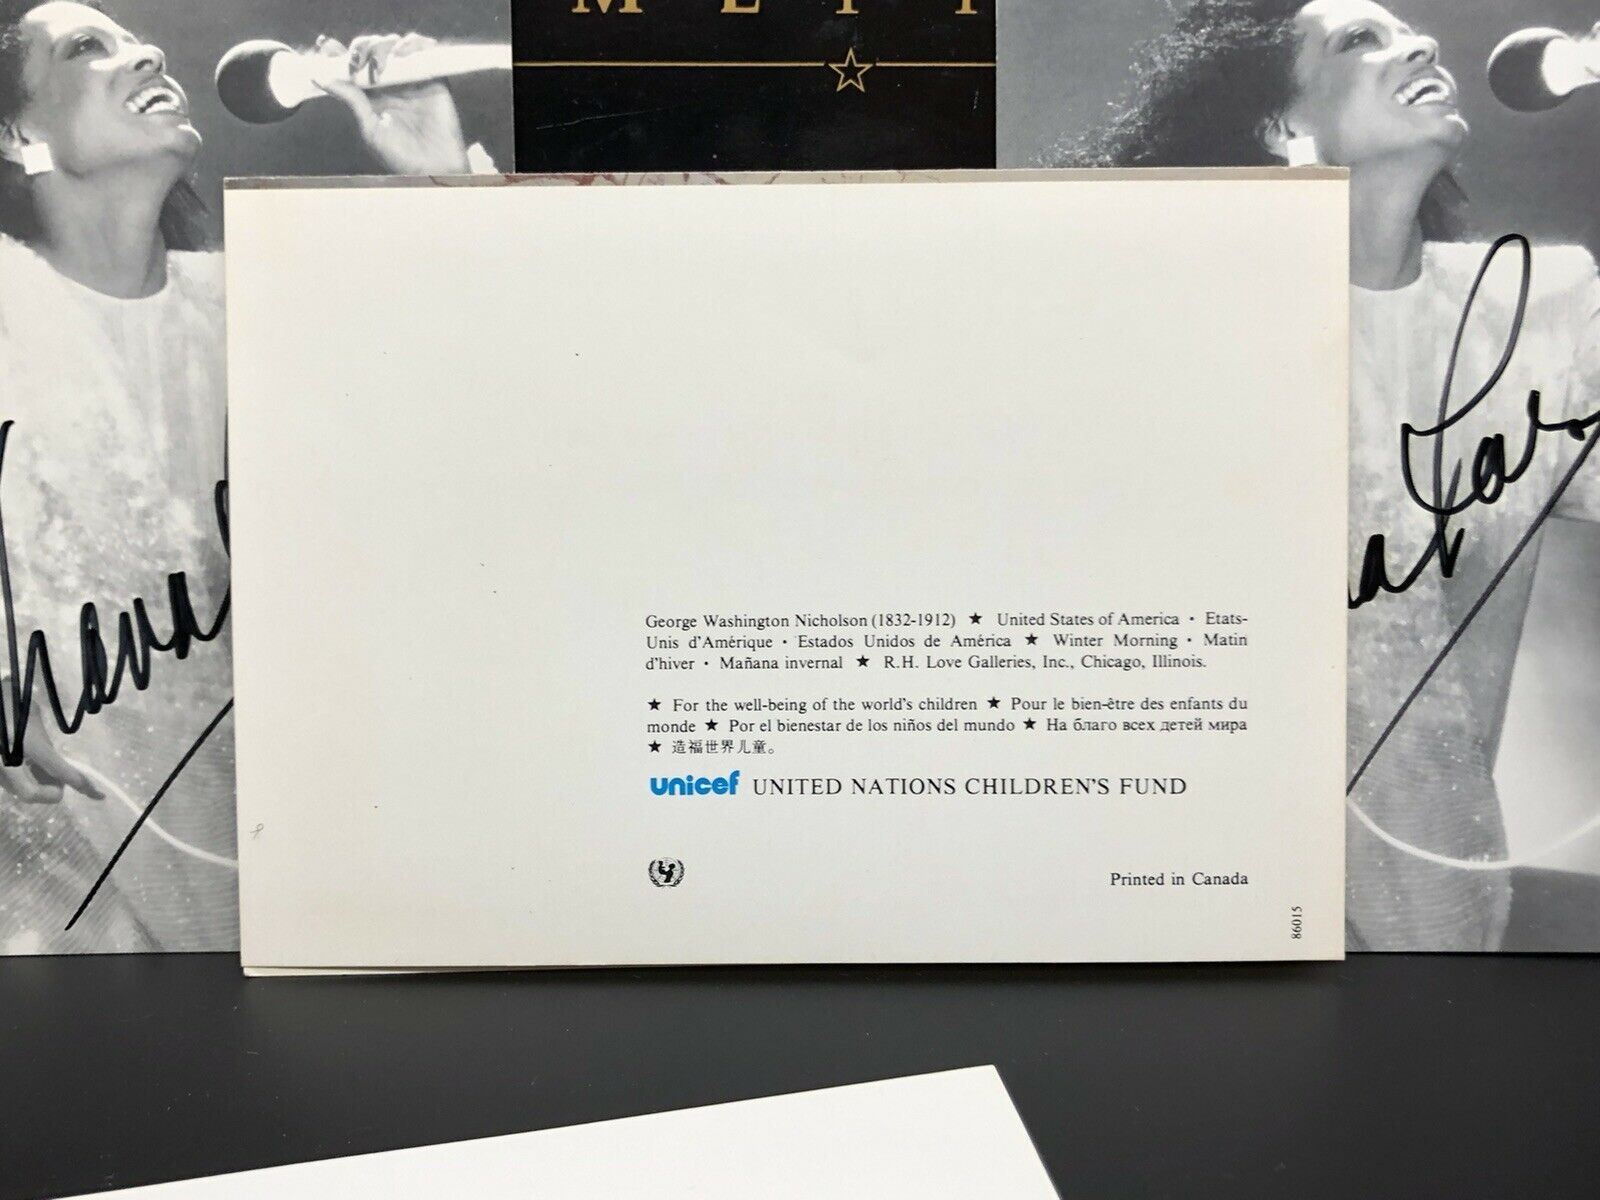 George Washington Nicholson (1832-1912) ★ United States of America · Etats-
Unis d'Amérique · Estados Unidos de América ★ Winter Morning · Matin
d'hiver · Mañana invernal ★ R.H. Love Galleries, Inc., Chicago, Illinois.
★ For the well-being of the world's children ★ Pour le bien-être des enfants du
monde ★ Por el bienestar de los niños del mundo ★ На благо всех детей мира
★ 造福世界儿童。
unicef UNITED NATIONS CHILDREN'S FUND
Printed in Canada
86015